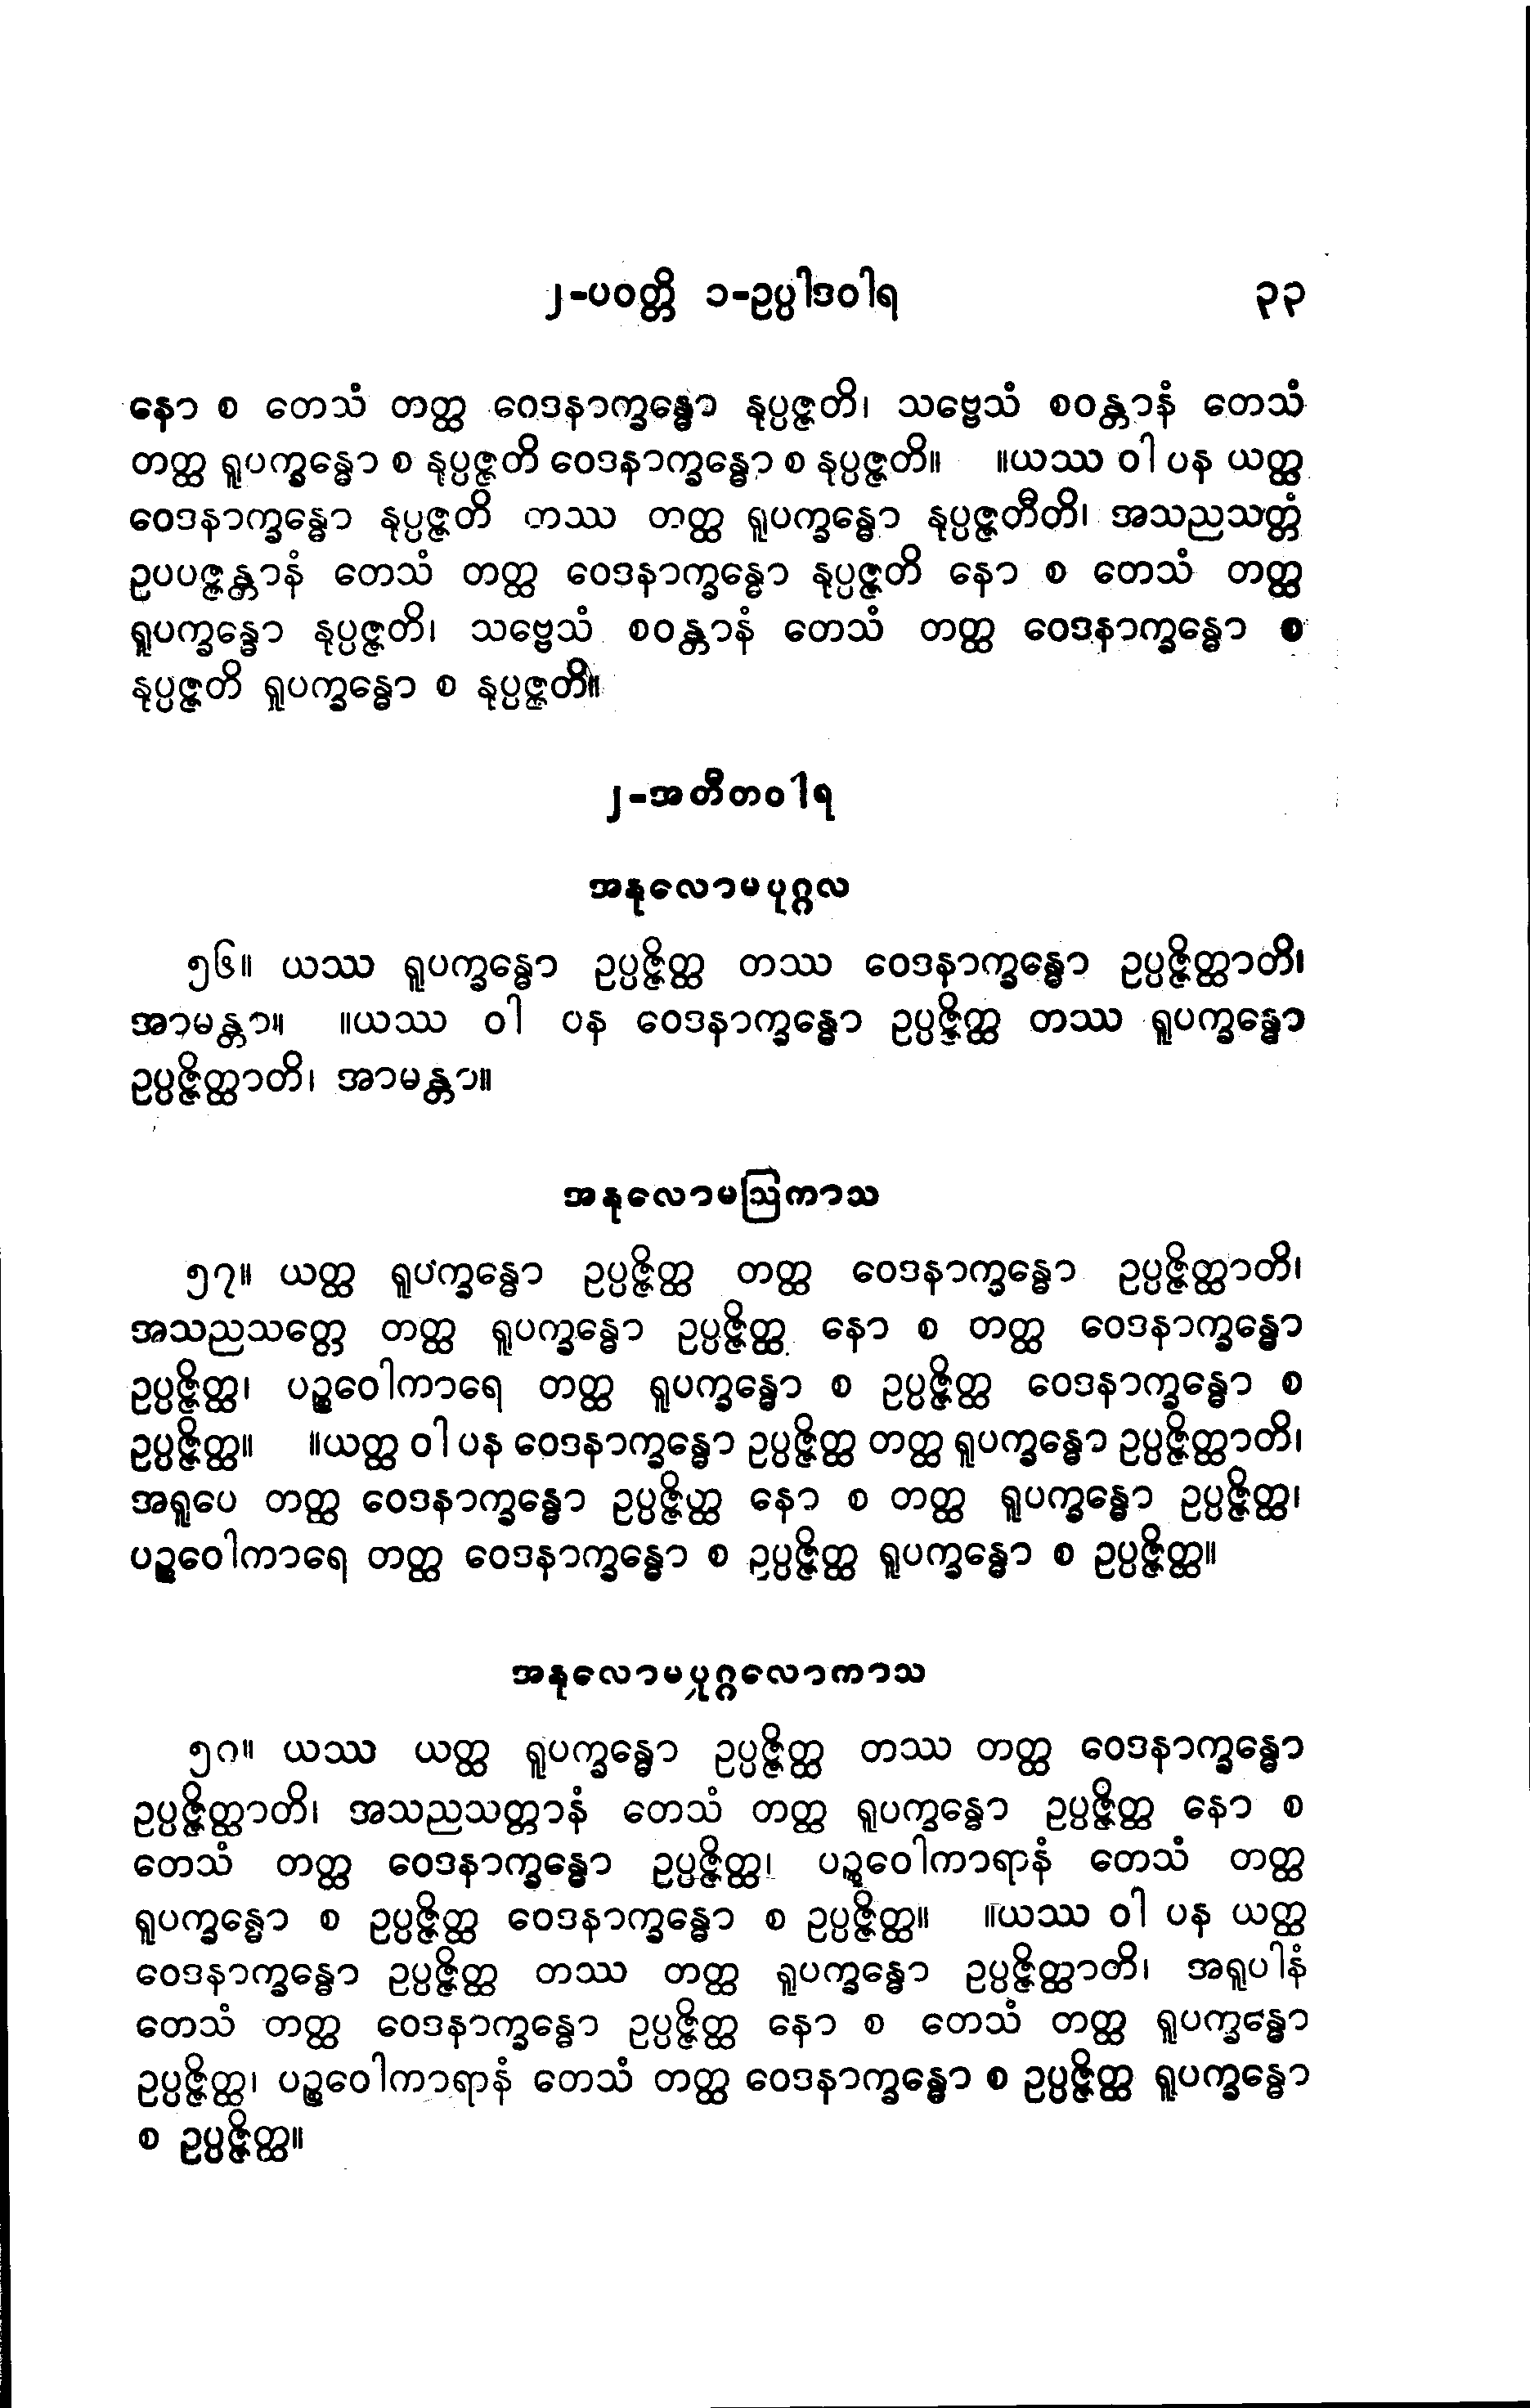 ၂-ပဝတ္တိ ၁-ဥပ္ပါဒဝါရ ၃၃
နော စ တေသံ တတ္ထ ဝေဒနာက္ခန္ဓော နုပ္ပဇ္ဇတိ၊ သဗ္ဗေသံ စဝန္တာနံ တေသံ
တတ္ထ ရူပက္ခန္ဓော စ နုပ္ပဇ္ဇတိ ဝေဒနာက္ခန္ဓော စ နုပ္ပဇ္ဇတိ။ ။ယဿ ဝါ ပန ယတ္ထ
ဝေဒနာက္ခန္ဓော နုပ္ပဇ္ဇတိ တဿ တတ္ထ ရူပက္ခန္ဓော နုပ္ပဇ္ဇတီတိ၊ အသညသတ္တံ
ဥပပဇ္ဇန္တာနံ တေသံ တတ္ထ ဝေဒနာက္ခန္ဓော နုပ္ပဇ္ဇတိ နော စ တေသံ တတ္ထ
ရူပက္ခန္ဓော နုပ္ပဇ္ဇတိ၊ သဗ္ဗေသံ စဝန္တာနံ တေသံ တတ္ထ ဝေဒနာက္ခန္ဓော စ
နုပ္ပဇ္ဇတိ ရူပက္ခန္ဓော စ နုပ္ပဇ္ဇတိ။
၂-အတီတဝါရ
အနုလောမပုဂ္ဂလ
၅၆။ ယဿ ရူပက္ခန္ဓော ဥပ္ပဇ္ဇိတ္ထ တဿ ဝေဒနာက္ခန္ဓော ဥပ္ပဇ္ဇိတ္ထာတိ၊
အာမန္တာ။ ။ယဿ ဝါ ပန ဝေဒနာက္ခန္ဓော ဥပ္ပဇ္ဇိတ္ထ တဿ ရူပက္ခန္ဓော
ဥပ္ပဇ္ဇိတ္ထာတိ၊ အာမန္တာ။
အနုလောမဩကာသ
၅၇။ ယတ္ထ ရူပက္ခန္ဓော ဥပ္ပဇ္ဇိတ္ထ တတ္ထ ဝေဒနာက္ခန္ဓော ဥပ္ပဇ္ဇိတ္ထာတိ၊
အသညသတ္တေ တတ္ထ ရူပက္ခန္ဓော ဥပ္ပဇ္ဇိတ္ထ နော စ တတ္ထ ဝေဒနာက္ခန္ဓော
ဥပ္ပဇ္ဇိတ္ထ၊ ပဉ္စဝေါကာရေ တတ္ထ ရူပက္ခန္ဓော စ ဥပ္ပဇ္ဇိတ္ထ ဝေဒနာက္ခန္ဓော စ
ဥပ္ပဇ္ဇိတ္ထ။ ။ယတ္ထ ဝါ ပန ဝေဒနာက္ခန္ဓော ဥပ္ပဇ္ဇိတ္ထ တတ္ထ ရူပက္ခန္ဓော ဥပ္ပဇ္ဇိတ္ထာတိ၊
အရူပေ တတ္ထ ဝေဒနာက္ခန္ဓော ဥပ္ပဇ္ဇိတ္ထ နော စ တတ္ထ ရူပက္ခန္ဓော ဥပ္ပဇ္ဇိတ္ထ၊
ပဉ္စဝေါကာရေ တတ္ထ ဝေဒနာက္ခန္ဓော စ ဥပ္ပဇ္ဇိတ္ထ ရူပက္ခန္ဓော စ ဥပ္ပဇ္ဇိတ္ထ။
အနုလောမပုဂ္ဂလောကာသ
၅၈။ ယဿ ယတ္ထ ရူပက္ခန္ဓော ဥပ္ပဇ္ဇိတ္ထ တဿ တတ္ထ ဝေဒနာက္ခန္ဓော
ဥပ္ပဇ္ဇိတ္ထာတိ၊ အသညသတ္တာနံ တေသံ တတ္ထ ရူပက္ခန္ဓော ဥပ္ပဇ္ဇိတ္ထ နော စ
တေသံ တတ္ထ ဝေဒနာက္ခန္ဓော ဥပ္ပဇ္ဇိတ္ထ၊ ပဉ္စဝေါကာရာနံ တေသံ တတ္ထ
ရူပက္ခန္ဓော စ ဥပ္ပဇ္ဇိတ္ထ ဝေဒနာက္ခန္ဓော စ ဥပ္ပဇ္ဇိတ္ထ။ ။ယဿ ဝါ ပန ယတ္ထ
ဝေဒနာက္ခန္ဓော ဥပ္ပဇ္ဇိတ္ထ တဿ တတ္ထ ရူပက္ခန္ဓော ဥပ္ပဇ္ဇိတ္ထာတိ၊ အရူပါနံ
တေသံ တတ္ထ ဝေဒနာက္ခန္ဓော ဥပ္ပဇ္ဇိတ္ထ နော စ တေသံ တတ္ထ ရူပက္ခန္ဓော
ဥပ္ပဇ္ဇိတ္ထ၊ ပဉ္စဝေါကာရာနံ တေသံ တတ္ထ ဝေဒနာက္ခန္ဓော စ ဥပ္ပဇ္ဇိတ္ထ ရူပက္ခန္ဓော
စ ဥပ္ပဇ္ဇိတ္ထ။